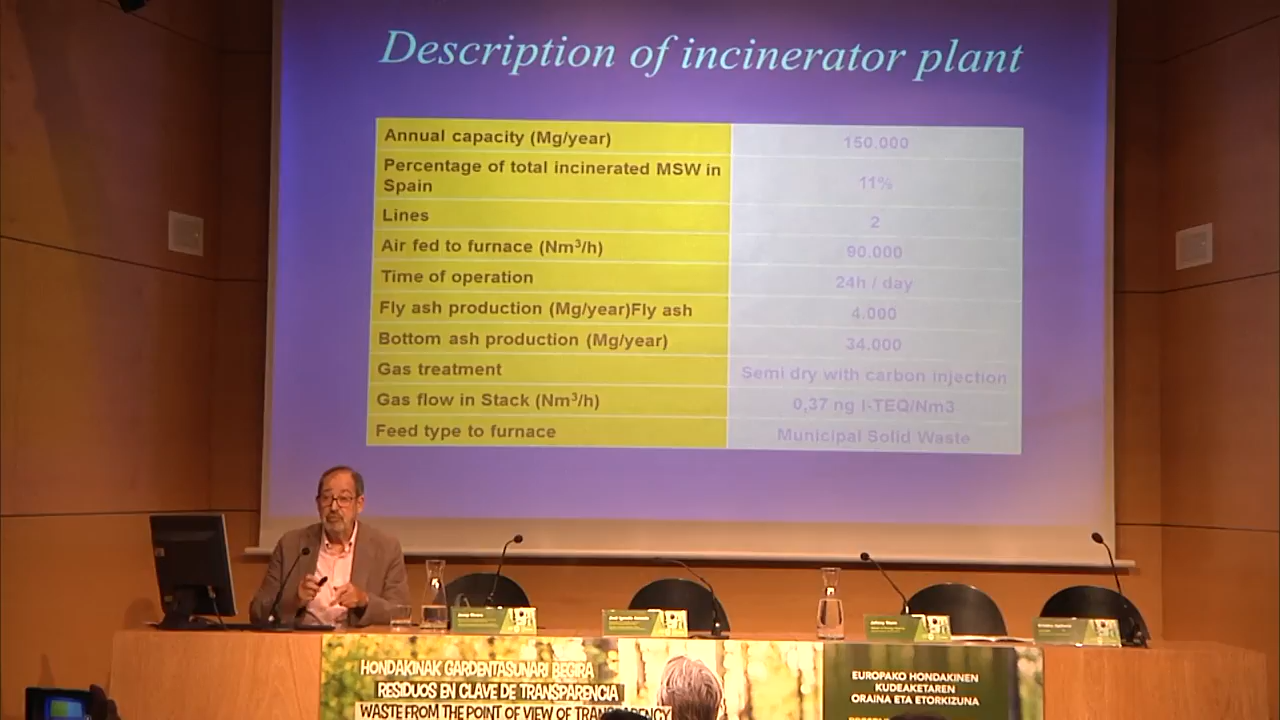 Description of incinerator plant
Annual capacity (Mg/year) 150.000
Percentage of total incinerated MSW in
Spain 11%
Lines 2
Air fed to furnace (Nm³/h) 90.000
Time of operation 24h / day
Fly ash production (Mg/year)Fly ash 4.000
Bottom ash production (Mg/year) 34.000
Gas treatment Semi dry with carbon injection
Gas flow in Stack (Nm³/h) 0,37 ng I-TEQ/Nm3
Feed type to furnace Municipal Solid Waste
HONDAKINAK GARDENTASUNARI BEGIRA
RESIDUOS EN CLAVE DE TRANSPARENCIA
WASTE FROM THE POINT OF VIEW OF TRANSPARENCY
EUROPAKO HONDAKINEN
KUDEAKETAREN
ORAINA ETA ETORKIZUNA